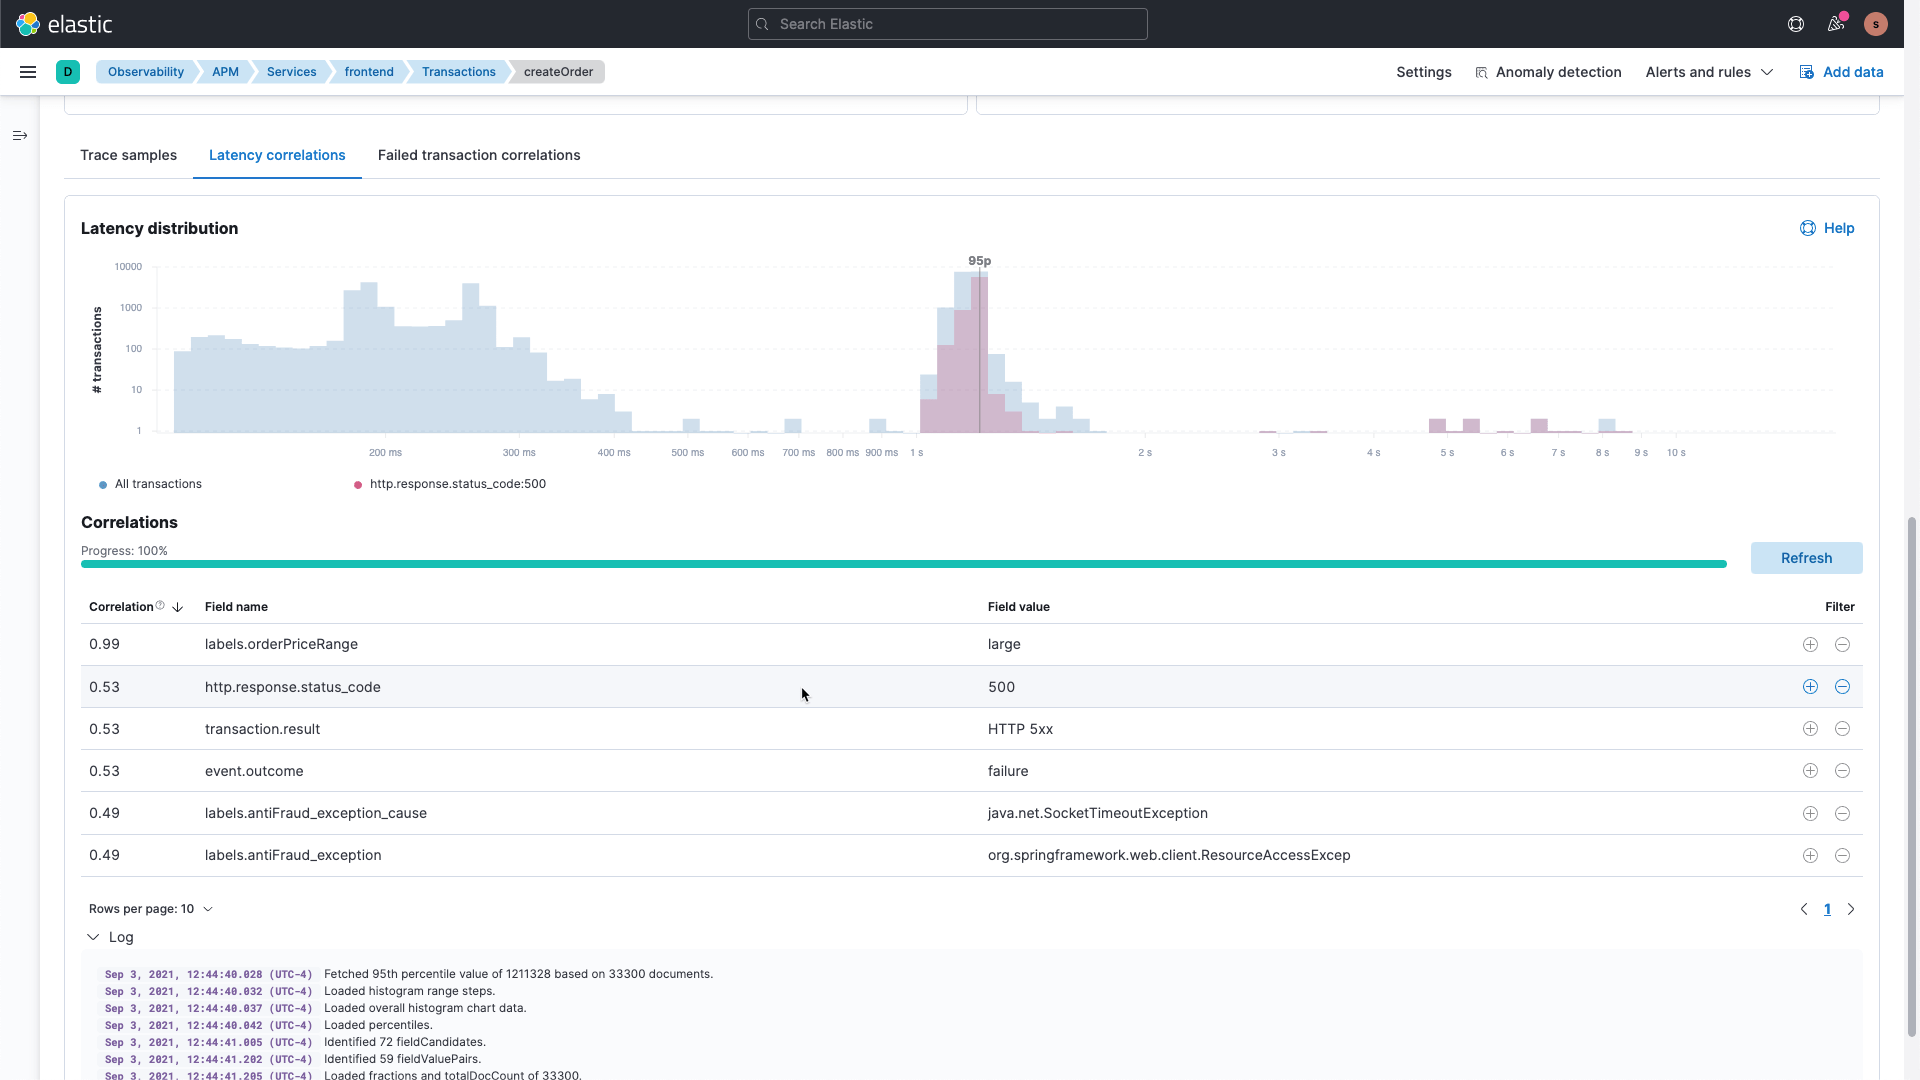 elastic
Search Elastic
s
D
Observability APM Services frontend Transactions createOrder
Settings Anomaly detection Alerts and rules Add data
Trace samples Latency correlations Failed transaction correlations
Latency distribution
Help
95p
10000
1000
100
10
1
# transactions
200 ms 300 ms 400 ms 500 ms 600 ms 700 ms 800 ms 900 ms 1 s 2 s 3 s 4 s 5 s 6 s 7 s 8 s 9 s 10 s
All transactions http.response.status_code:500
Correlations
Progress: 100%
Refresh
Correlation Field name Field value Filter
0.99 labels.orderPriceRange large
0.53 http.response.status_code 500
0.53 transaction.result HTTP 5xx
0.53 event.outcome failure
0.49 labels.antiFraud_exception_cause java.net.SocketTimeoutException
0.49 labels.antiFraud_exception org.springframework.web.client.ResourceAccessExcep
Rows per page: 10
1
Log
Sep 3, 2021, 12:44:40.028 (UTC-4) Fetched 95th percentile value of 1211328 based on 33300 documents.
Sep 3, 2021, 12:44:40.032 (UTC-4) Loaded histogram range steps.
Sep 3, 2021, 12:44:40.037 (UTC-4) Loaded overall histogram chart data.
Sep 3, 2021, 12:44:40.042 (UTC-4) Loaded percentiles.
Sep 3, 2021, 12:44:41.005 (UTC-4) Identified 72 fieldCandidates.
Sep 3, 2021, 12:44:41.202 (UTC-4) Identified 59 fieldValuePairs.
Sep 3, 2021, 12:44:41.205 (UTC-4) Loaded fractions and totalDocCount of 33300.